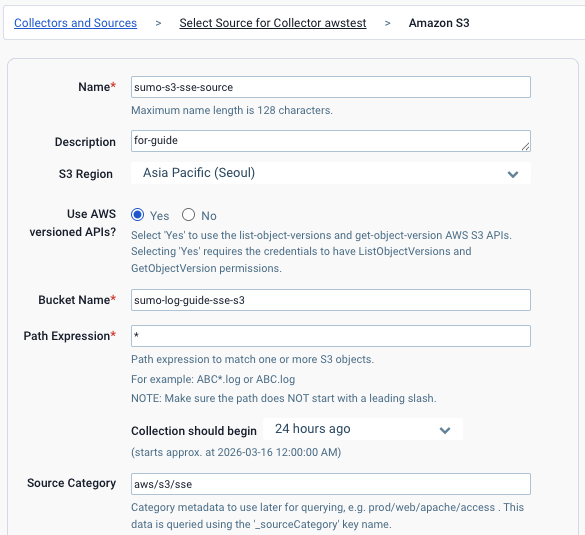 Collectors and Sources > Select Source for Collector awstest > Amazon S3
Name* sumo-s3-sse-source
Maximum name length is 128 characters.
Description for-guide
S3 Region Asia Pacific (Seoul)
Use AWS versioned APIs? Yes No
Select 'Yes' to use the list-object-versions and get-object-version AWS S3 APIs.
Selecting 'Yes' requires the credentials to have ListObjectVersions and
GetObjectVersion permissions.
Bucket Name* sumo-log-guide-sse-s3
Path Expression* *
Path expression to match one or more S3 objects.
For example: ABC*.log or ABC.log
NOTE: Make sure the path does NOT start with a leading slash.
Collection should begin 24 hours ago
(starts approx. at 2026-03-16 12:00:00 AM)
Source Category aws/s3/sse
Category metadata to use later for querying, e.g. prod/web/apache/access . This
data is queried using the '_sourceCategory' key name.